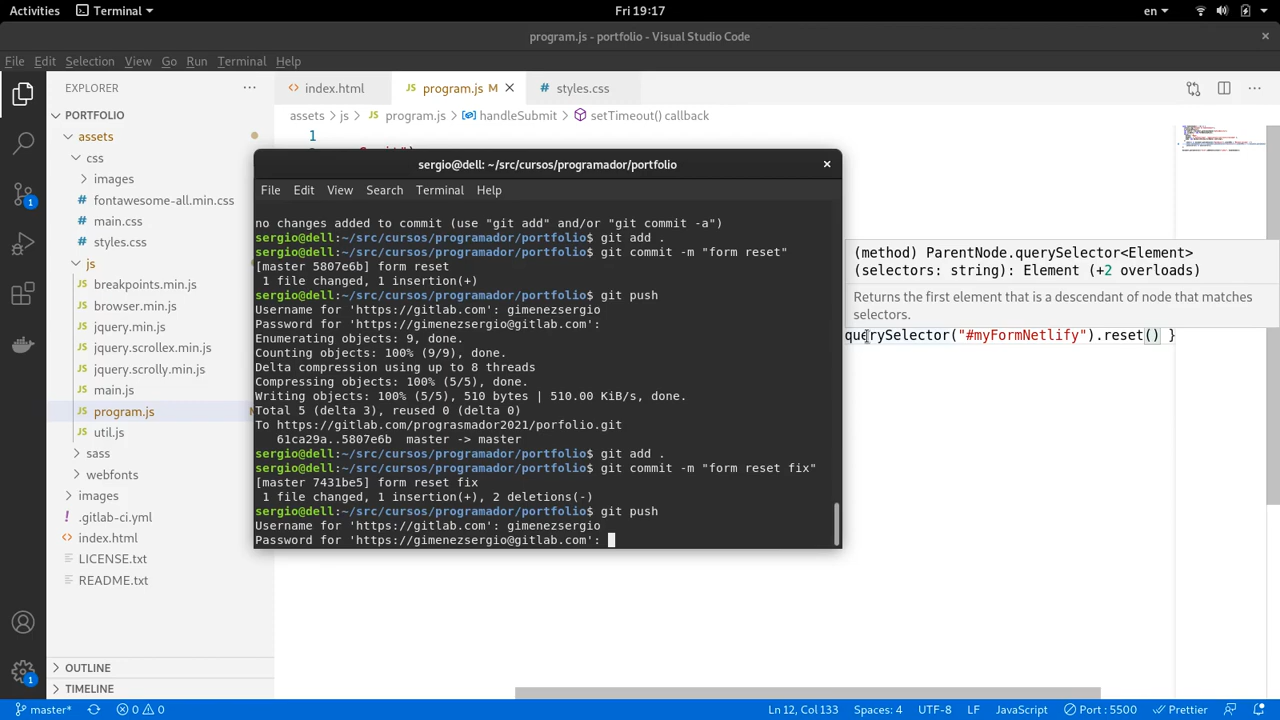 Activities
Terminal
Fri 19:17
en
program.js - portfolio - Visual Studio Code
File Edit Selection View Go Run Terminal Help
EXPLORER
index.html
JS program.js M
# styles.css
PORTFOLIO
assets > js > JS program.js > handleSubmit > setTimeout() callback
assets
1
css
images
# fontawesome-all.min.css
# main.css
# styles.css
js
JS breakpoints.min.js
JS browser.min.js
JS jquery.min.js
JS jquery.scrollex.min.js
JS jquery.scrolly.min.js
JS main.js
JS program.js
JS util.js
sass
webfonts
images
! .gitlab-ci.yml
index.html
LICENSE.txt
README.txt
OUTLINE
TIMELINE
1
1
sergio@dell: ~/src/cursos/programador/portfolio
File Edit View Search Terminal Help
no changes added to commit (use "git add" and/or "git commit -a")
sergio@dell:~/src/cursos/programador/portfolio$ git add .
sergio@dell:~/src/cursos/programador/portfolio$ git commit -m "form reset"
[master 5807e6b] form reset
1 file changed, 1 insertion(+)
sergio@dell:~/src/cursos/programador/portfolio$ git push
Username for 'https://gitlab.com': gimenezsergio
Password for 'https://gimenezsergio@gitlab.com':
Enumerating objects: 9, done.
Counting objects: 100% (9/9), done.
Delta compression using up to 8 threads
Compressing objects: 100% (5/5), done.
Writing objects: 100% (5/5), 510 bytes | 510.00 KiB/s, done.
Total 5 (delta 3), reused 0 (delta 0)
To https://gitlab.com/prograsmador2021/porfolio.git
61ca29a..5807e6b master -> master
sergio@dell:~/src/cursos/programador/portfolio$ git add .
sergio@dell:~/src/cursos/programador/portfolio$ git commit -m "form reset fix"
[master 7431be5] form reset fix
1 file changed, 1 insertion(+), 2 deletions(-)
sergio@dell:~/src/cursos/programador/portfolio$ git push
Username for 'https://gitlab.com': gimenezsergio
Password for 'https://gimenezsergio@gitlab.com':
(method) ParentNode.querySelector<Element>
(selectors: string): Element (+2 overloads)
Returns the first element that is a descendant of node that matches
selectors.
querySelector("#myFormNetlify").reset() }
master* 0 0 Ln 12, Col 133 Spaces: 4 UTF-8 LF JavaScript Port : 5500 Prettier